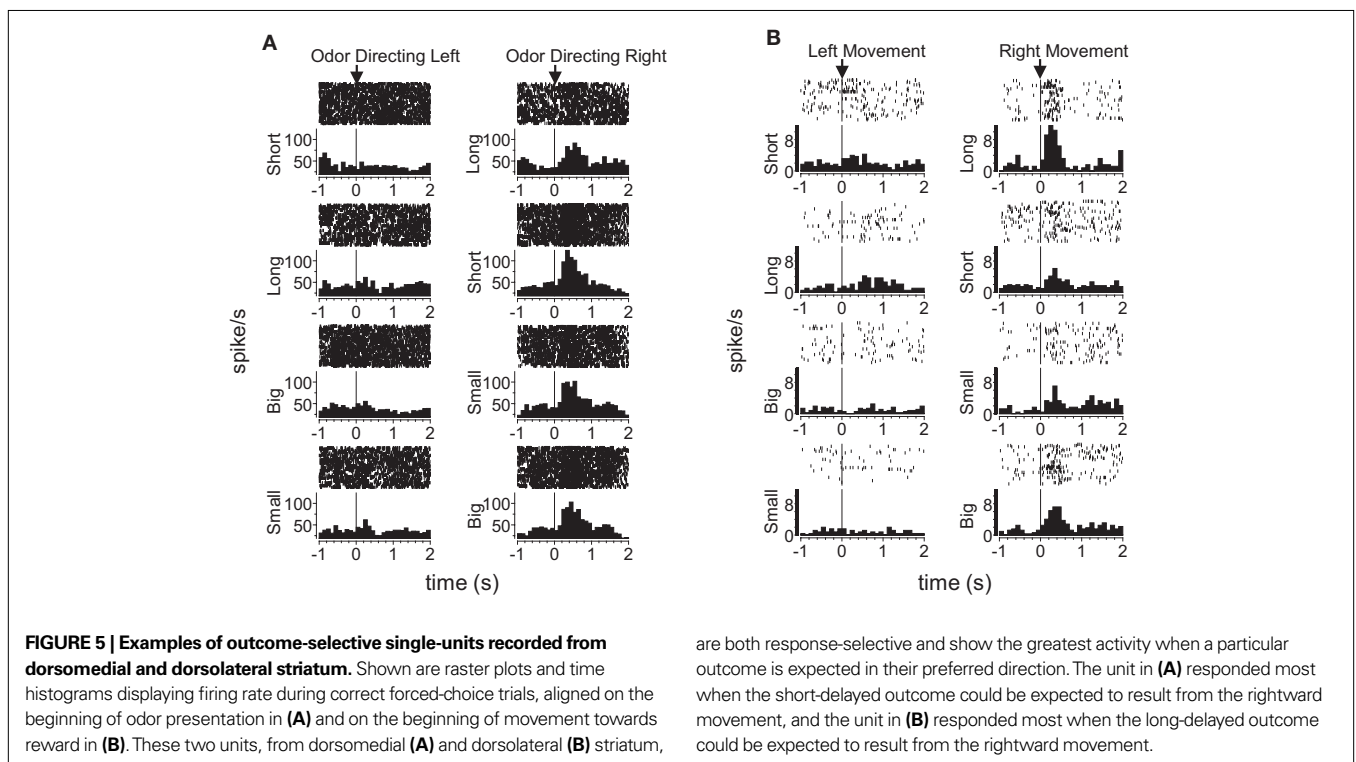 A
Odor Directing Left
Odor Directing Right
Short
100
50
-1 0 1 2
Long
100
50
-1 0 1 2
Long
100
50
-1 0 1 2
Short
100
50
-1 0 1 2
Big
100
50
-1 0 1 2
Small
100
50
-1 0 1 2
Small
100
50
-1 0 1 2
Big
100
50
-1 0 1 2
spike/s
time (s)
B
Left Movement
Right Movement
Short
8
0
-1 0 1 2
Long
8
0
-1 0 1 2
Long
8
0
-1 0 1 2
Short
8
0
-1 0 1 2
Big
8
0
-1 0 1 2
Small
8
0
-1 0 1 2
Small
8
0
-1 0 1 2
Big
8
0
-1 0 1 2
spike/s
time (s)
FIGURE 5 | Examples of outcome-selective single-units recorded from
dorsomedial and dorsolateral striatum. Shown are raster plots and time
histograms displaying firing rate during correct forced-choice trials, aligned on the
beginning of odor presentation in (A) and on the beginning of movement towards
reward in (B). These two units, from dorsomedial (A) and dorsolateral (B) striatum,
are both response-selective and show the greatest activity when a particular
outcome is expected in their preferred direction. The unit in (A) responded most
when the short-delayed outcome could be expected to result from the rightward
movement, and the unit in (B) responded most when the long-delayed outcome
could be expected to result from the rightward movement.